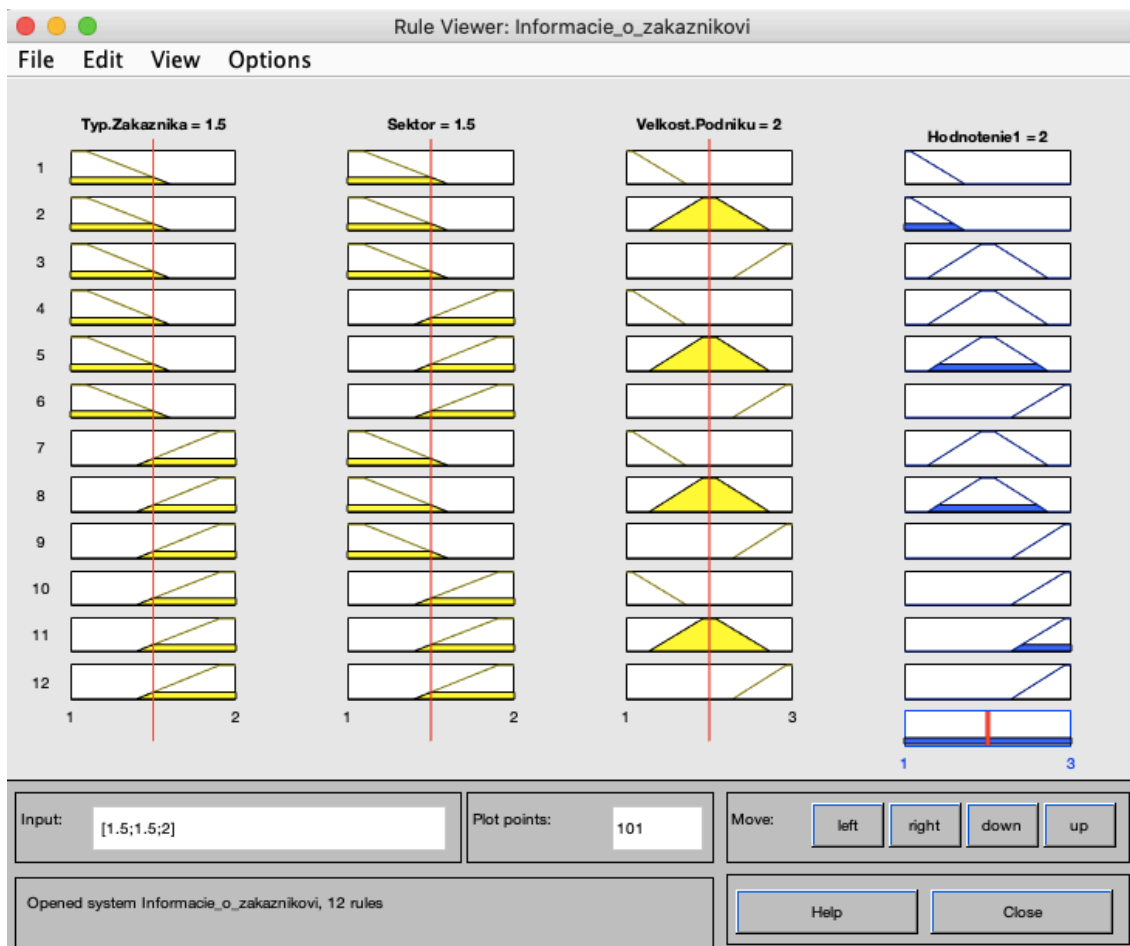 Rule Viewer: Informacie_o_zakaznikovi
File Edit View Options
Typ.Zakaznika = 1.5 Sektor = 1.5 Velkost.Podniku = 2 Hodnotenie1 = 2
1
2
3
4
5
6
7
8
9
10
11
12
1 2 1 2 1 3
1 3
Input: [1.5;1.5;2] Plot points: 101 Move: left right down up
Opened system Informacie_o_zakaznikovi, 12 rules
Help Close